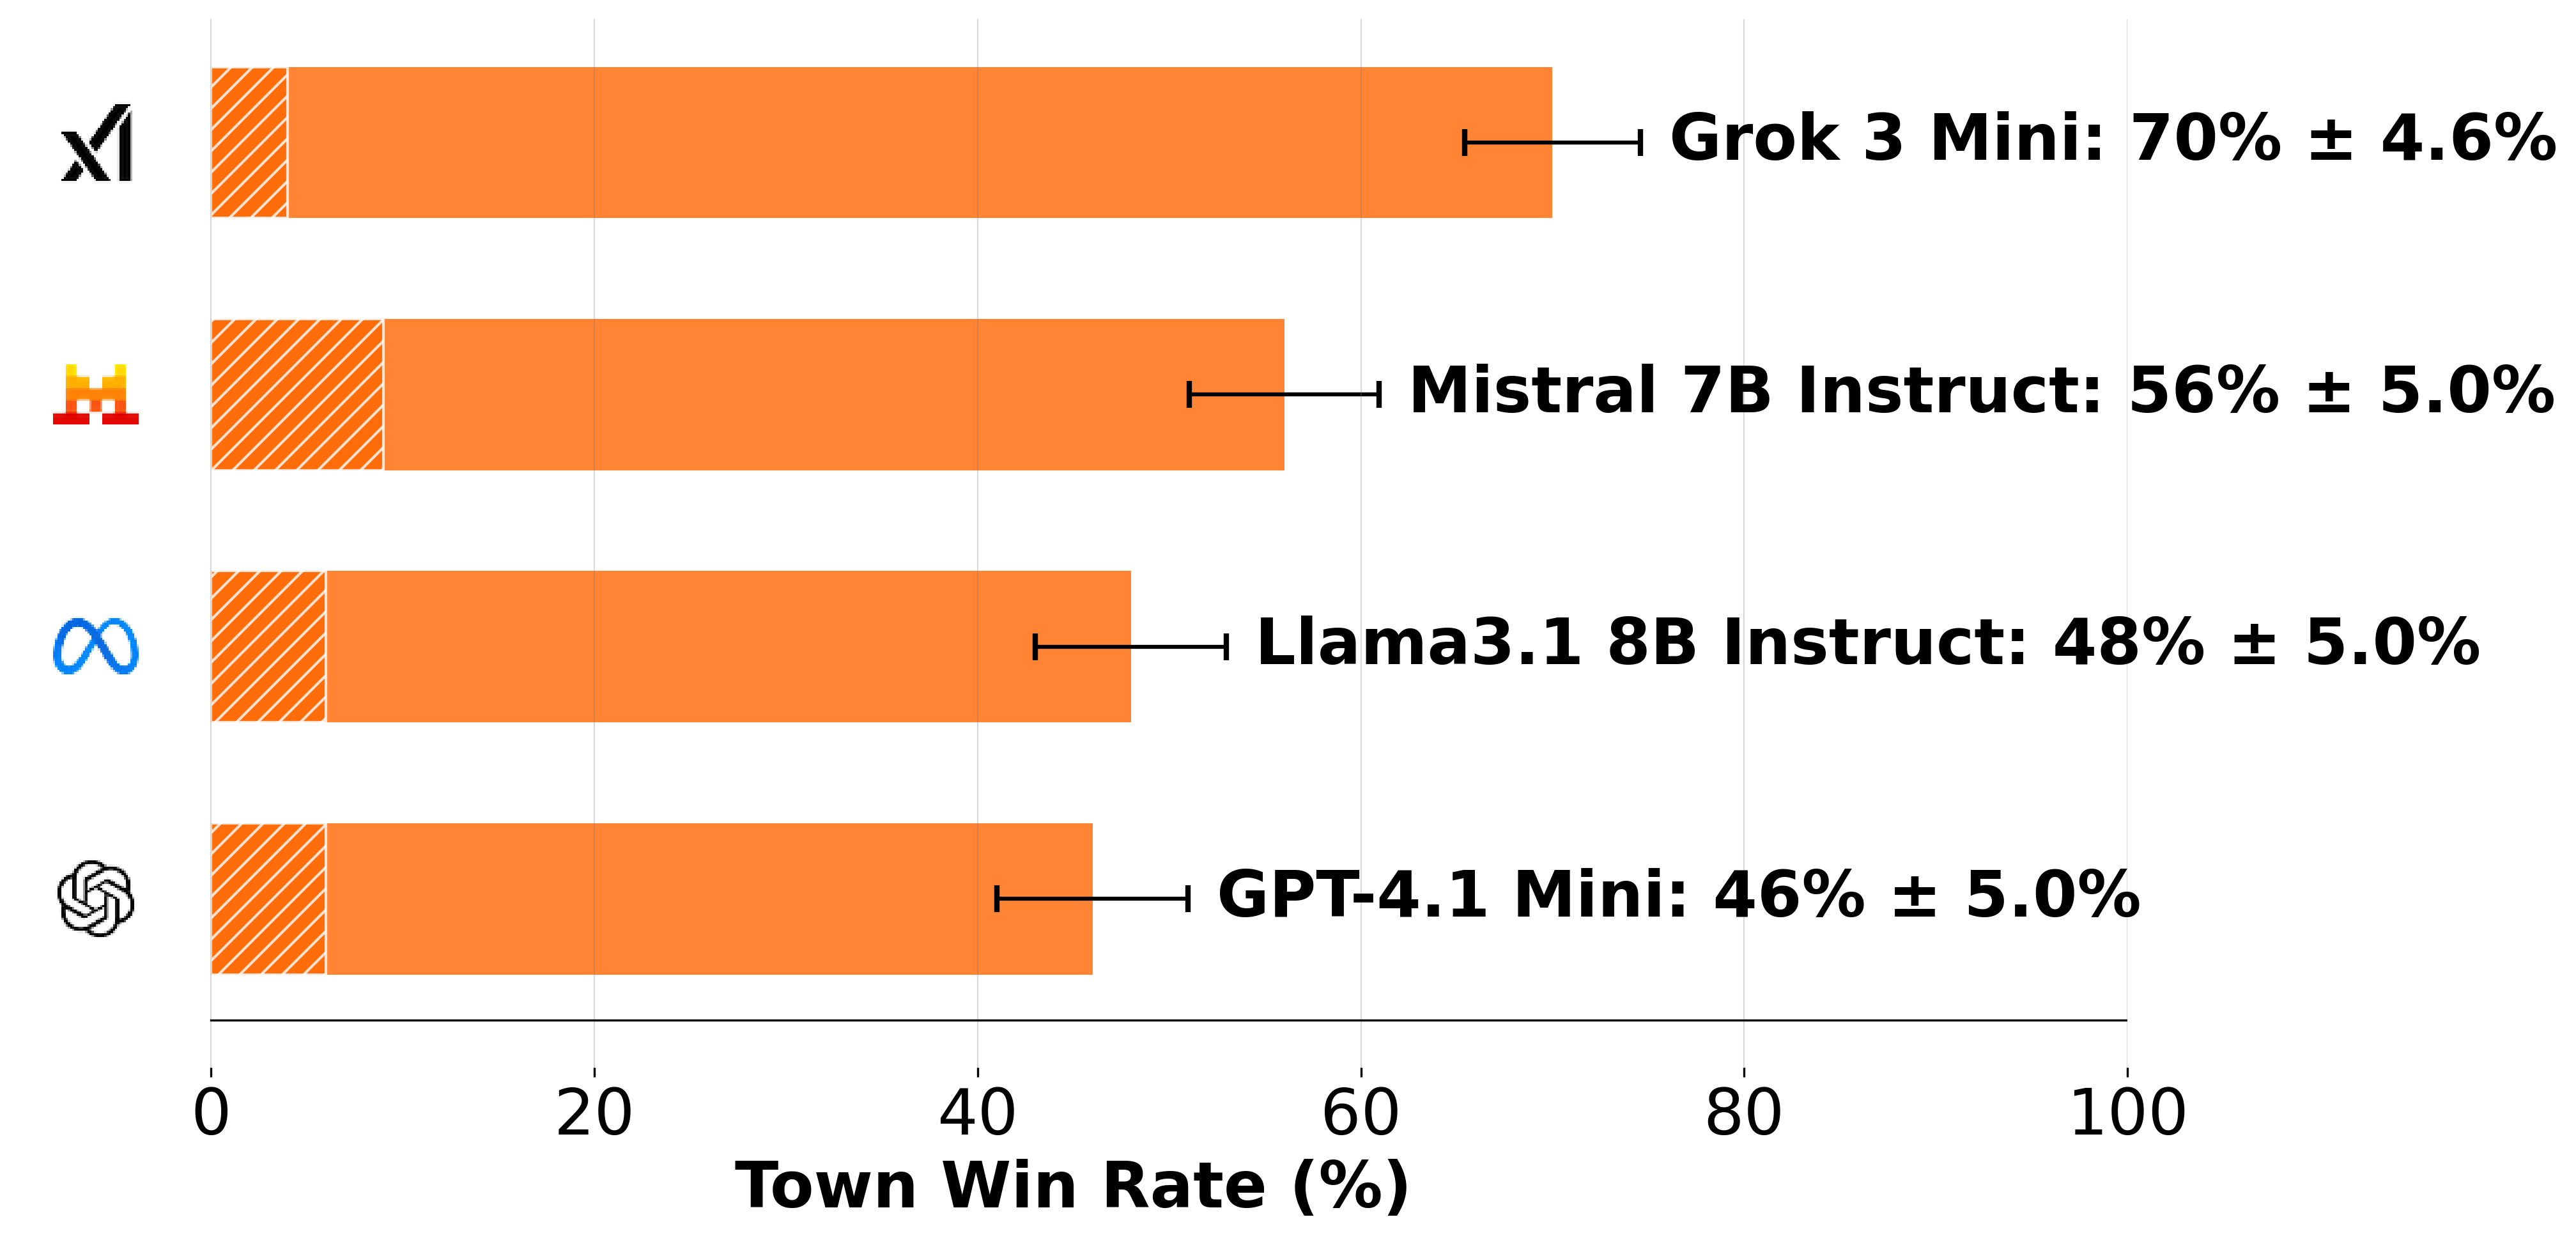 Grok 3 Mini: 70% ± 4.6%
Mistral 7B Instruct: 56% ± 5.0%
Llama3.1 8B Instruct: 48% ± 5.0%
GPT-4.1 Mini: 46% ± 5.0%
0 20 40 60 80 100
Town Win Rate (%)